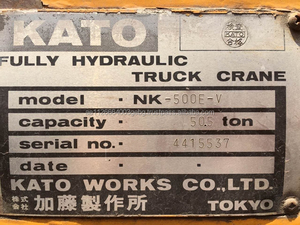 KATO
FULLY HYDRAULIC
TRUCK CRANE
model · NK-500E-V
capacity · 50 ton
serial no. · 4415537
date ·
KATO WORKS CO.,LTD.
株式会社 加藤製作所 TOKYO